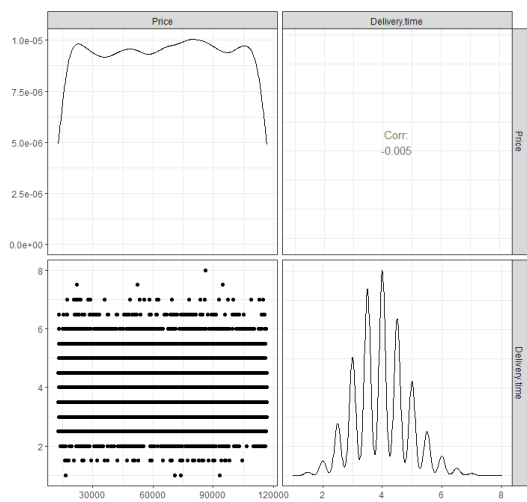 Price
Delivery.time
1.0e-05
7.5e-06
5.0e-06
2.5e-06
0.0e+00
Corr:
-0.005
Price
8
6
4
2
Delivery.time
30000
60000
90000
120000
2
4
6
8